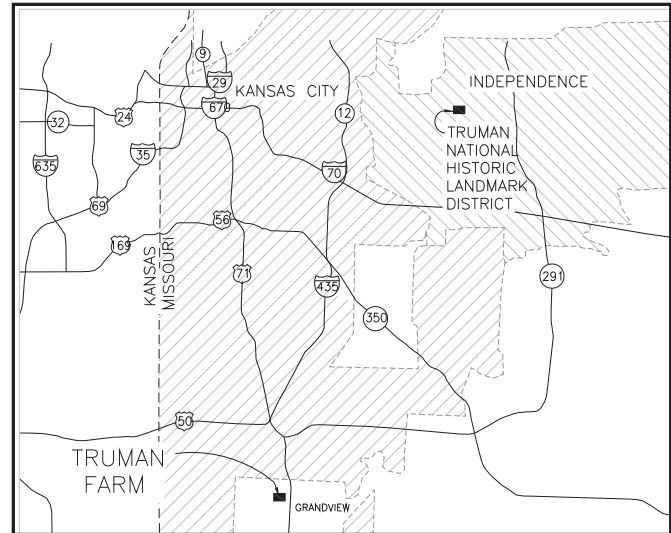 9
29
KANSAS CITY
INDEPENDENCE
670
24
32
12
TRUMAN
NATIONAL
HISTORIC
LANDMARK
DISTRICT
35
635
70
69
56
169
KANSAS
MISSOURI
71
435
291
350
50
TRUMAN
FARM
GRANDVIEW